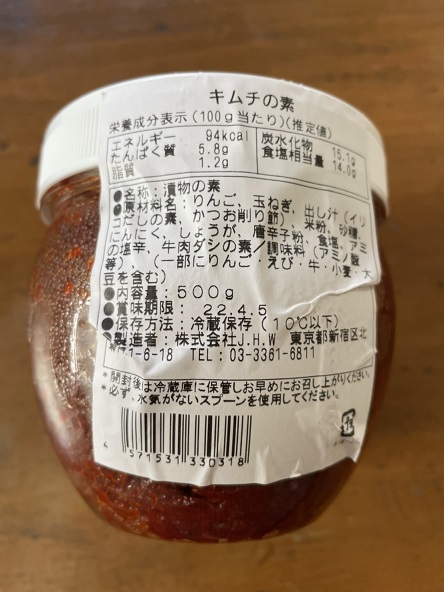 キムチの素
栄養成分表示(100g当たり)(推定値)
エネルギー 94kcal 炭水化物 15.1g
たんぱく質 5.8g 食塩相当量 14.0g
脂質 1.2g
●名称:漬物の素
●原材料名:りんご、玉ねぎ、出し汁(イリ
コだしの素、かつお削り節)、米粉、砂糖、
にんにく、しょうが、唐辛子粉、食塩、アミ
の塩辛、牛肉ダシの素/調味料(アミノ酸
等) (一部にりんご・えび・牛・小麦・大
豆を含む)
●内容量:500g
●賞味期限: 22.4.5
●保存方法:冷蔵保存(10℃以下)
●製造者:株式会社J.H.W 東京都新宿区北
1-6-18 TEL:03-3361-6811
*開封後は冷蔵庫に保管しお早めにお召し上がりください。
*必ず、水気がないスプーンを使用してください。
4 571531 330318